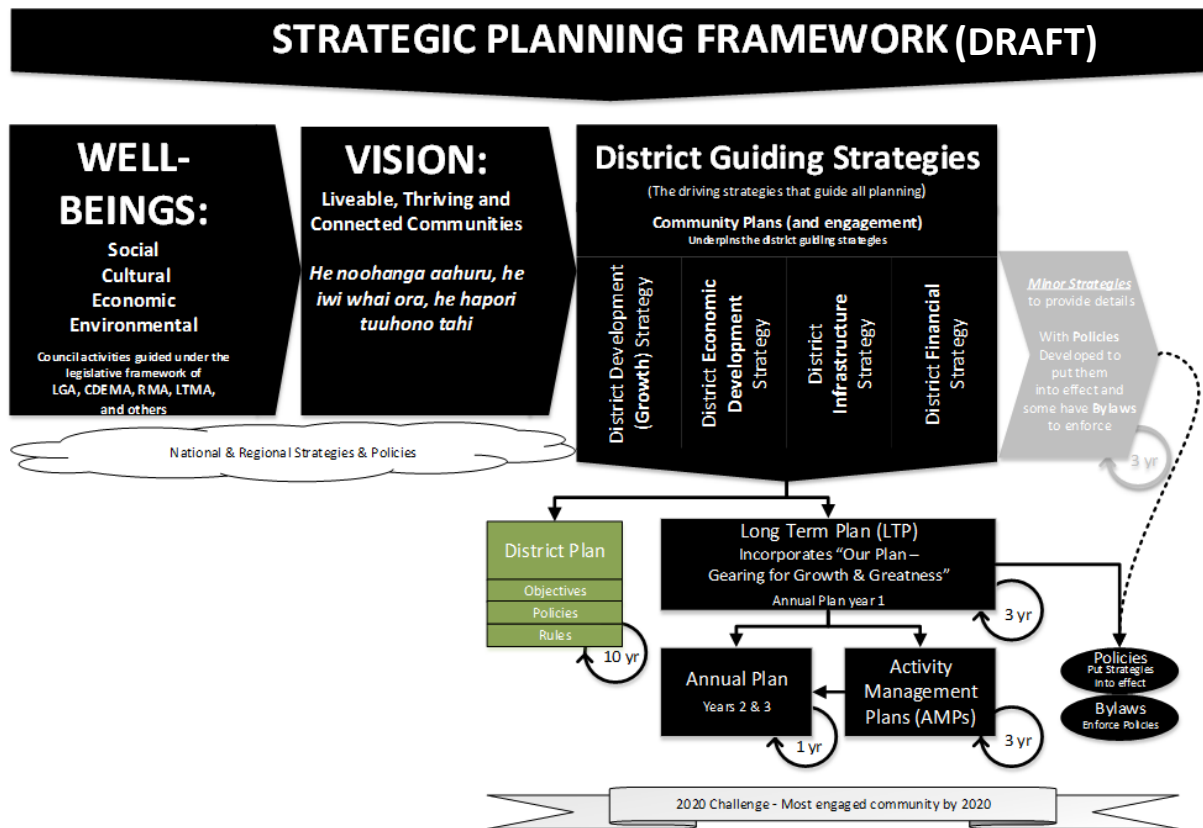 STRATEGIC PLANNING FRAMEWORK (DRAFT)
WELL-
BEINGS:
Social
Cultural
Economic
Environmental
Council activities guided under the
legislative framework of
LGA, CDEMA, RMA, LTMA,
and others
VISION:
Liveable, Thriving and
Connected Communities
He noohanga aahuru, he
iwi whai ora, he hapori
tuuhono tahi
National & Regional Strategies & Policies
District Guiding Strategies
(The driving strategies that guide all planning)
Community Plans (and engagement)
Underpins the district guiding strategies
District Development
(Growth) Strategy
District Economic
Development
Strategy
District
Infrastructure
Strategy
District Financial
Strategy
Minor Strategies
to provide details
With Policies
Developed to
put them
into effect and
some have Bylaws
to enforce
3 yr
District Plan
Objectives
Policies
Rules
10 yr
Long Term Plan (LTP)
Incorporates “Our Plan –
Gearing for Growth & Greatness”
Annual Plan year 1
3 yr
Annual Plan
Years 2 & 3
1 yr
Activity
Management
Plans (AMPs)
3 yr
Policies
Put Strategies
Into effect
Bylaws
Enforce Policies
2020 Challenge - Most engaged community by 2020